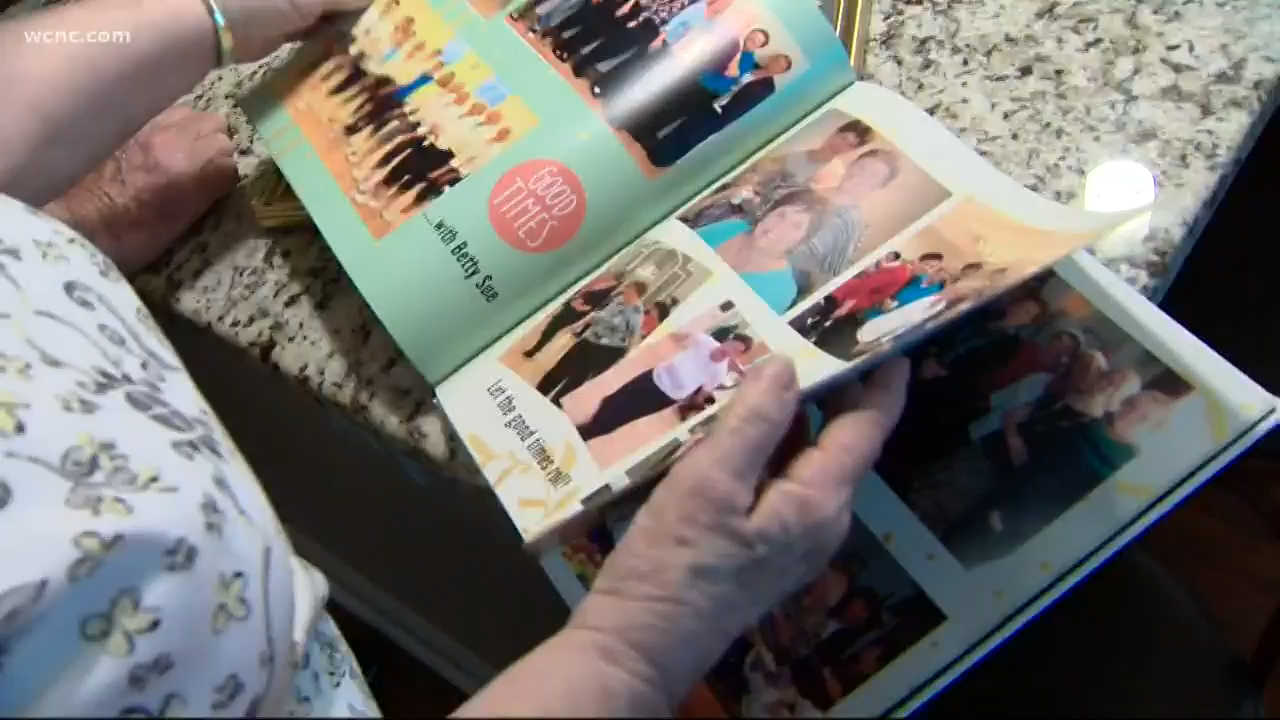 wcnc.com
GOOD
TIMES
...with Betty Sue
Let the good times roll!